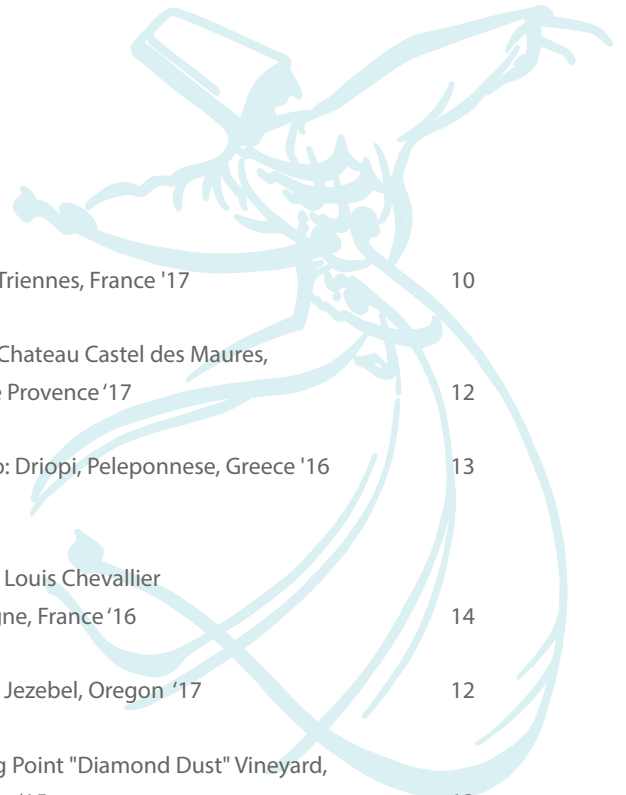 Triennes, France '17 10
Chateau Castel des Maures,
Provence ‘17 12
Driopi, Peleponnese, Greece '16 13
Louis Chevallier
France ‘16 14
Jezebel, Oregon ‘17 12
Point "Diamond Dust" Vineyard,